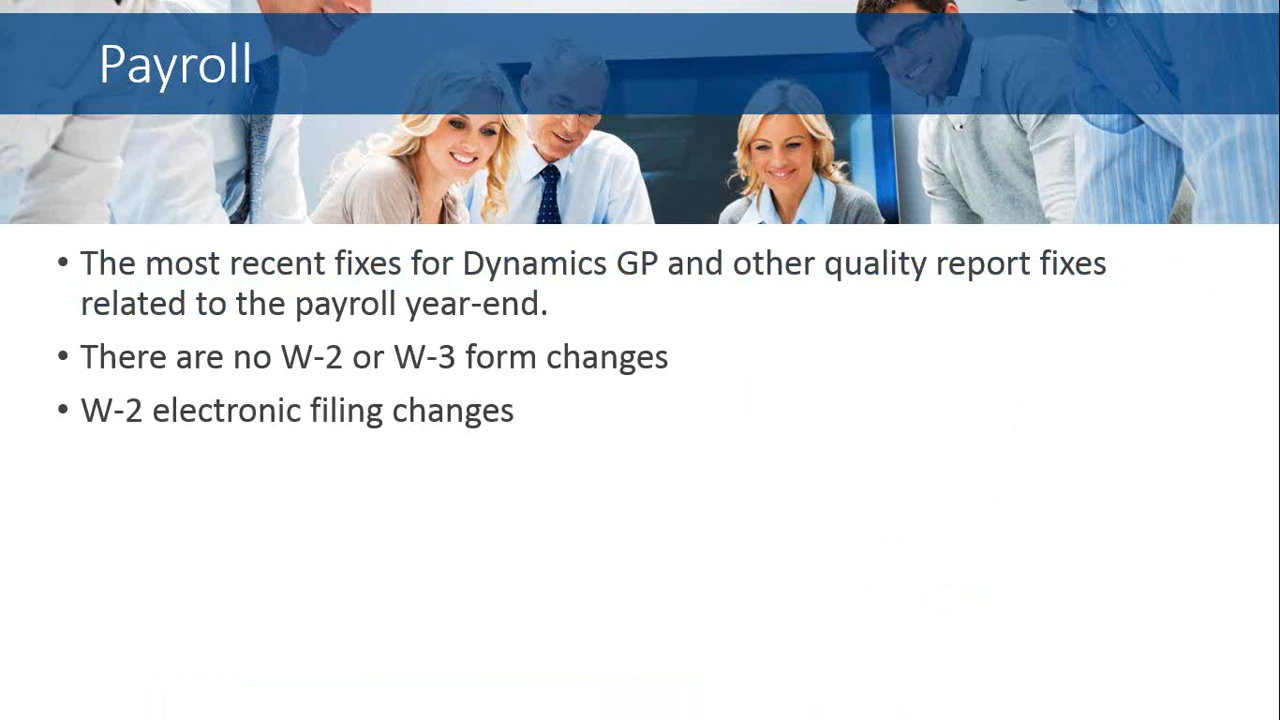 Payroll
• The most recent fixes for Dynamics GP and other quality report fixes
related to the payroll year-end.
• There are no W-2 or W-3 form changes
• W-2 electronic filing changes